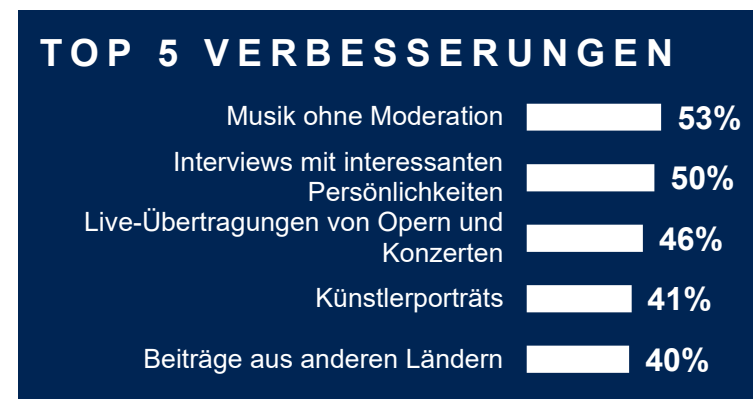 TOP 5 VERBESSERUNGEN
Musik ohne Moderation 53%
Interviews mit interessanten
Persönlichkeiten 50%
Live-Übertragungen von Opern und
Konzerten 46%
Künstlerporträts 41%
Beiträge aus anderen Ländern 40%